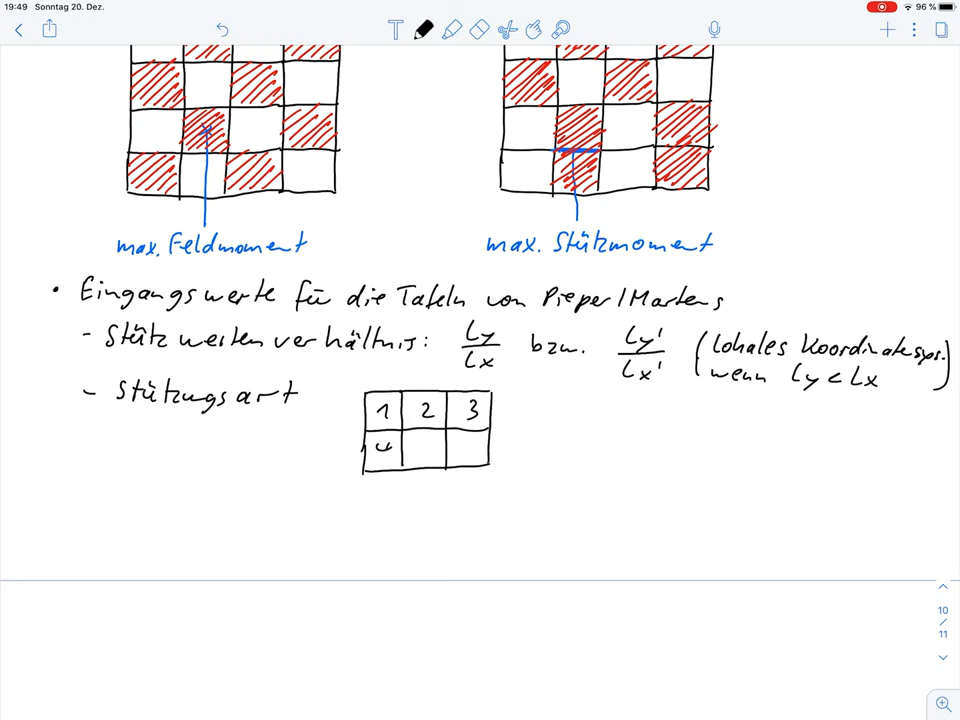 19:49 Sonntag 20. Dez.
96 %
max. Feldmoment
max. Stützmoment
• Eingangswerte für die Tafeln von Pieper/Martens
- Stützweitenverhältnis: Ly/Lx bzw. Ly'/Lx' (lokales Koordinatesys. wenn Ly < Lx)
- Stützungsart
1 2 3
4
10
/
11